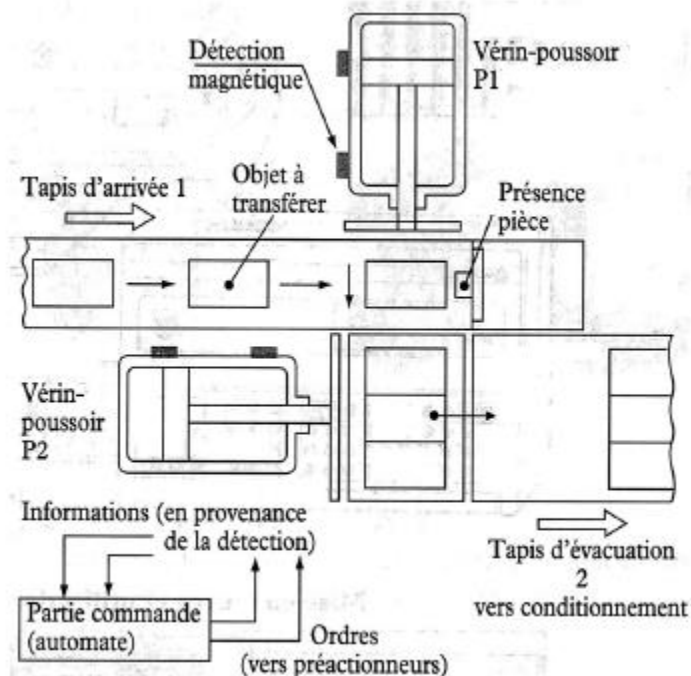 Détection
magnétique
Vérin-poussoir
P1
Tapis d'arrivée 1
Objet à
transférer
Présence
pièce
Vérin-
poussoir
P2
Informations (en provenance
de la détection)
Partie commande
(automate)
Ordres
(vers préactionneurs)
Tapis d'évacuation
2
vers conditionnement